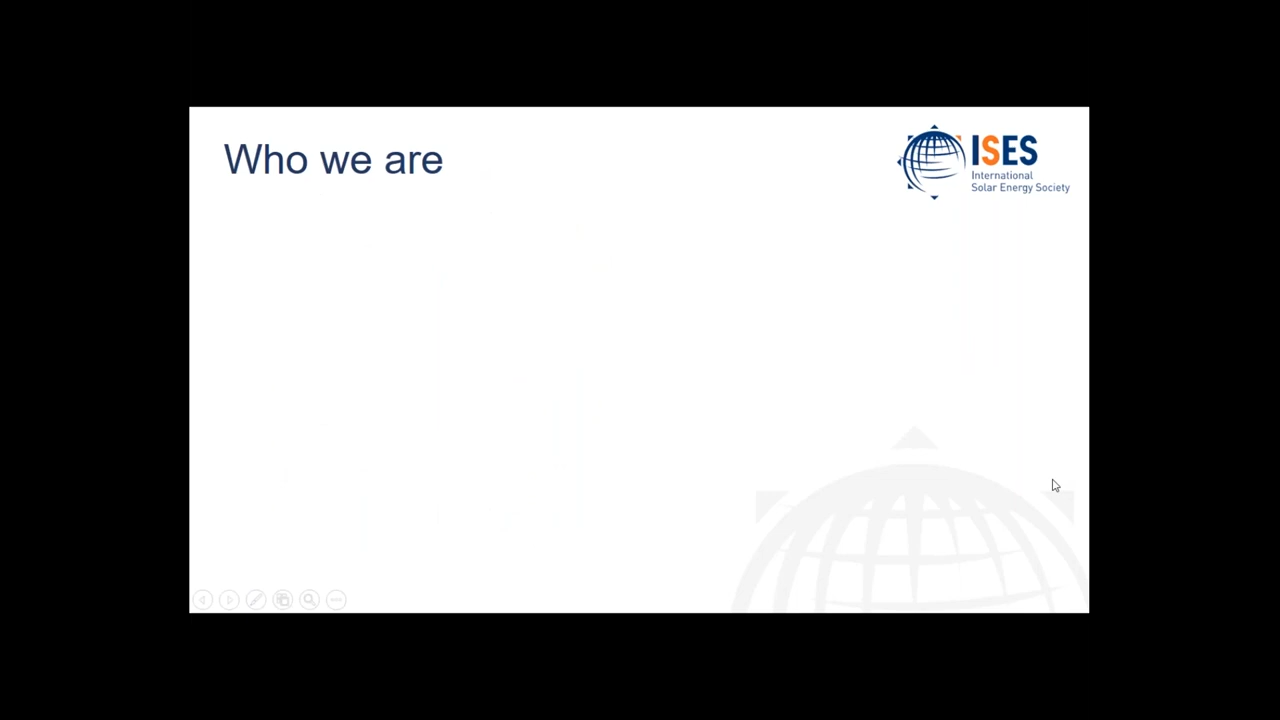 Who we are
ISES
International
Solar Energy Society